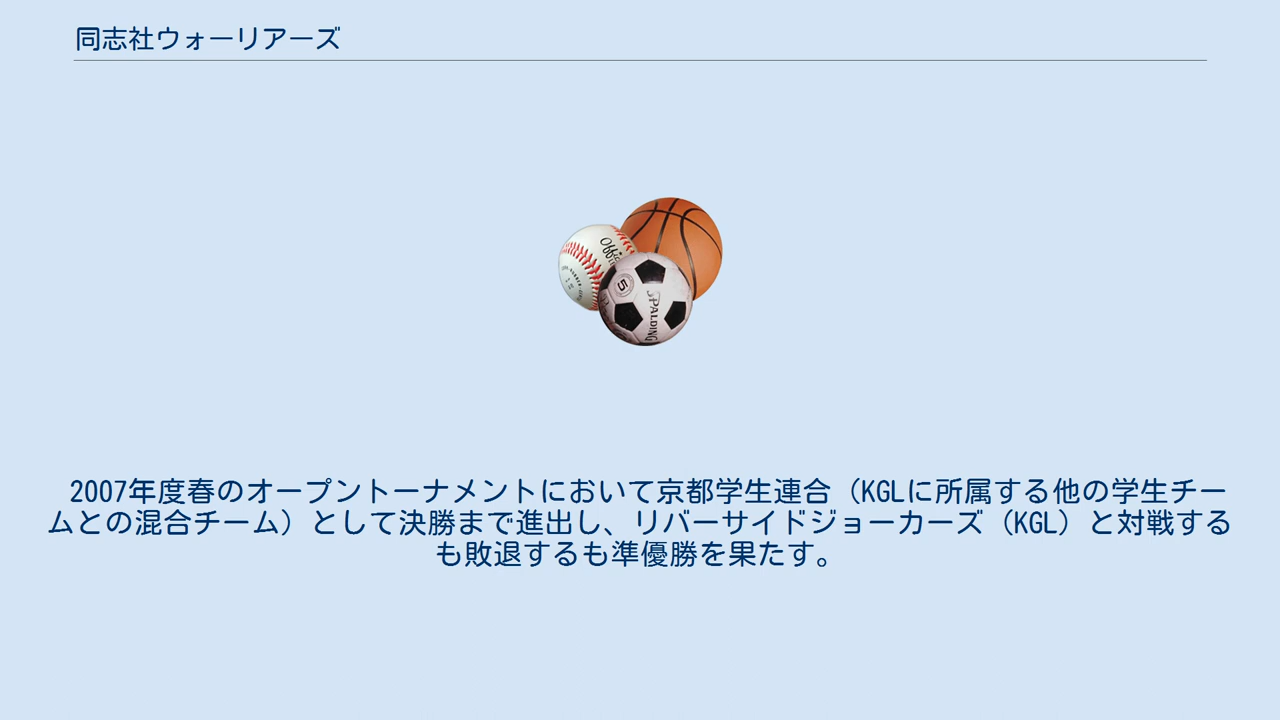 同志社ウォーリアーズ
Offic
5
SPALDING
2007年度春のオープントーナメントにおいて京都学生連合（KGLに所属する他の学生チー
ムとの混合チーム）として決勝まで進出し、リバーサイドジョーカーズ（KGL）と対戦する
も敗退するも準優勝を果たす。